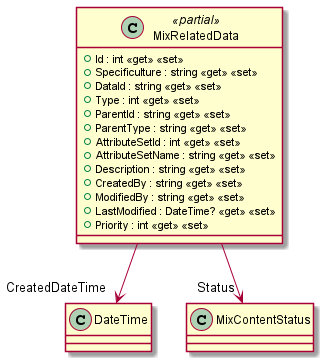 C
«partial»
MixRelatedData
Id : int «get» «set»
Specificulture : string «get» «set»
DataId : string «get» «set»
Type : int «get» «set»
ParentId : string «get» «set»
ParentType : string «get» «set»
AttributeSetId : int «get» «set»
AttributeSetName : string «get» «set»
Description : string «get» «set»
CreatedBy : string «get» «set»
ModifiedBy : string «get» «set»
LastModified : DateTime? «get» «set»
Priority : int «get» «set»
CreatedDateTime
Status
C DateTime
C MixContentStatus